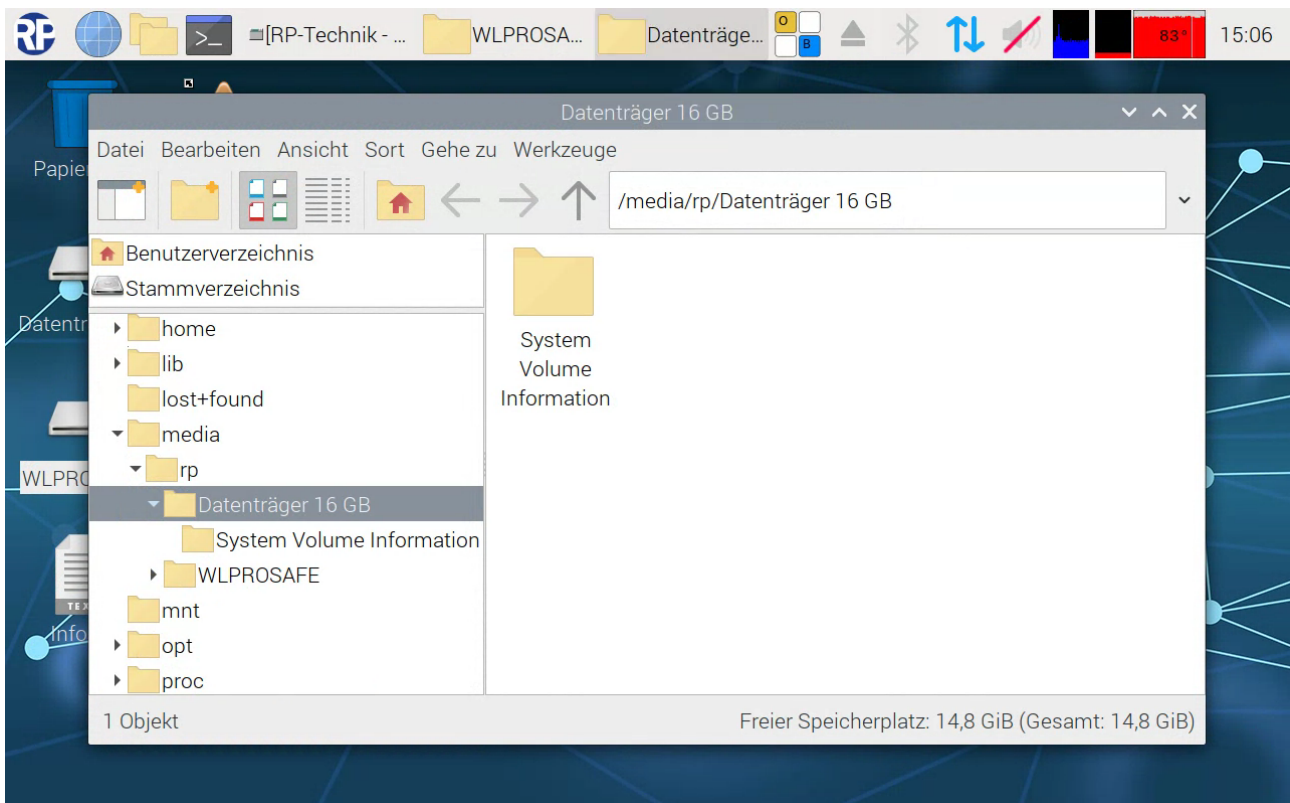 RP
>_
[RP-Technik - ...
WLPROSA...
Datenträge...
O
B
83°
15:06
Datenträger 16 GB
Datei Bearbeiten Ansicht Sort Gehe zu Werkzeuge
/media/rp/Datenträger 16 GB
Papie
Datentr
WLPRO
TEX
Info
Benutzerverzeichnis
Stammverzeichnis
home
lib
lost+found
media
rp
Datenträger 16 GB
System Volume Information
WLPROSAFE
mnt
opt
proc
System
Volume
Information
1 Objekt
Freier Speicherplatz: 14,8 GiB (Gesamt: 14,8 GiB)